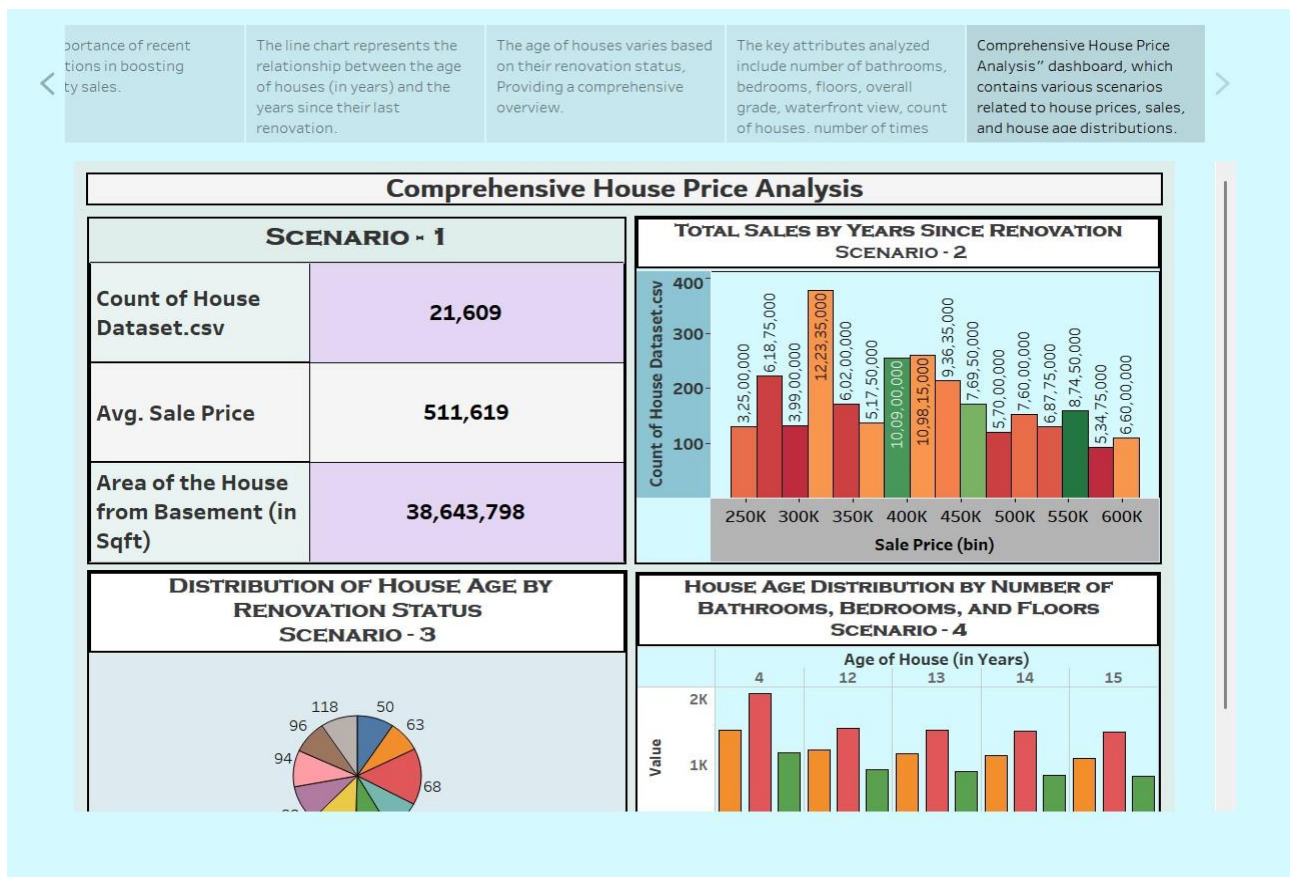 portance of recent
tions in boosting
ty sales.
The line chart represents the
relationship between the age
of houses (in years) and the
years since their last
renovation.
The age of houses varies based
on their renovation status,
Providing a comprehensive
overview.
The key attributes analyzed
include number of bathrooms,
bedrooms, floors, overall
grade, waterfront view, count
of houses. number of times
Comprehensive House Price
Analysis” dashboard, which
contains various scenarios
related to house prices, sales,
and house age distributions.
Comprehensive House Price Analysis
SCENARIO - 1
Count of House
Dataset.csv
21,609
Avg. Sale Price
511,619
Area of the House
from Basement (in
Sqft)
38,643,798
TOTAL SALES BY YEARS SINCE RENOVATION
SCENARIO - 2
Count of House Dataset.csv
400
300
200
100
3,25,00,000
6,18,75,000
3,99,00,000
12,23,35,000
6,02,00,000
5,17,50,000
10,09,00,000
10,98,15,000
9,36,35,000
7,69,50,000
5,70,00,000
7,60,00,000
6,87,75,000
8,74,50,000
5,34,75,000
6,60,00,000
250K 300K 350K 400K 450K 500K 550K 600K
Sale Price (bin)
DISTRIBUTION OF HOUSE AGE BY
RENOVATION STATUS
SCENARIO - 3
118 50
96 63
94
68
HOUSE AGE DISTRIBUTION BY NUMBER OF
BATHROOMS, BEDROOMS, AND FLOORS
SCENARIO - 4
Age of House (in Years)
4 12 13 14 15
2K
Value
1K